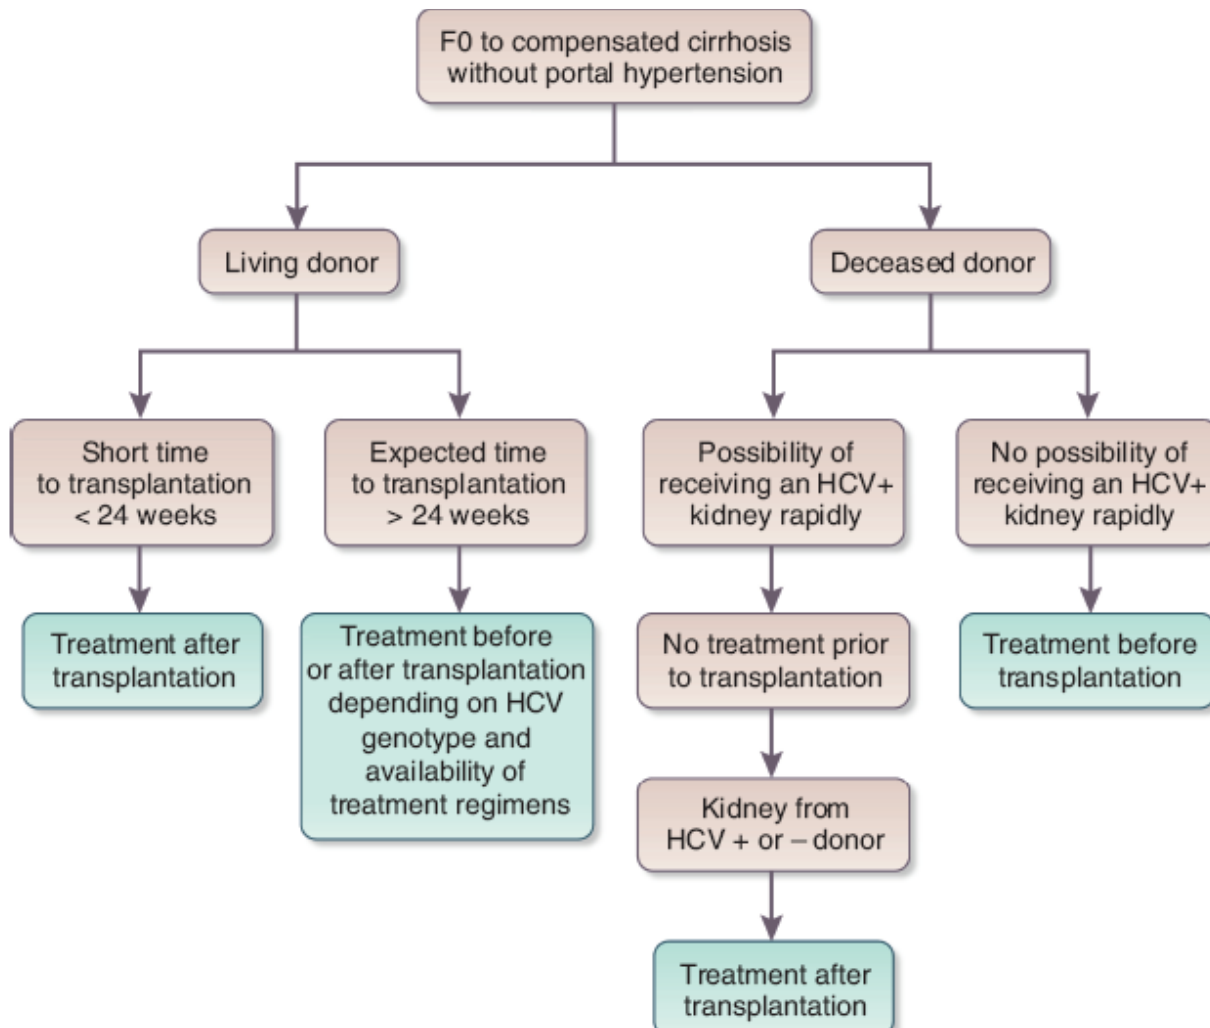 F0 to compensated cirrhosis
without portal hypertension
Living donor
Deceased donor
Short time
to transplantation
< 24 weeks
Expected time
to transplantation
> 24 weeks
Possibility of
receiving an HCV+
kidney rapidly
No possibility of
receiving an HCV+
kidney rapidly
Treatment after
transplantation
Treatment before
or after transplantation
depending on HCV
genotype and
availability of
treatment regimens
No treatment prior
to transplantation
Treatment before
transplantation
Kidney from
HCV + or – donor
Treatment after
transplantation